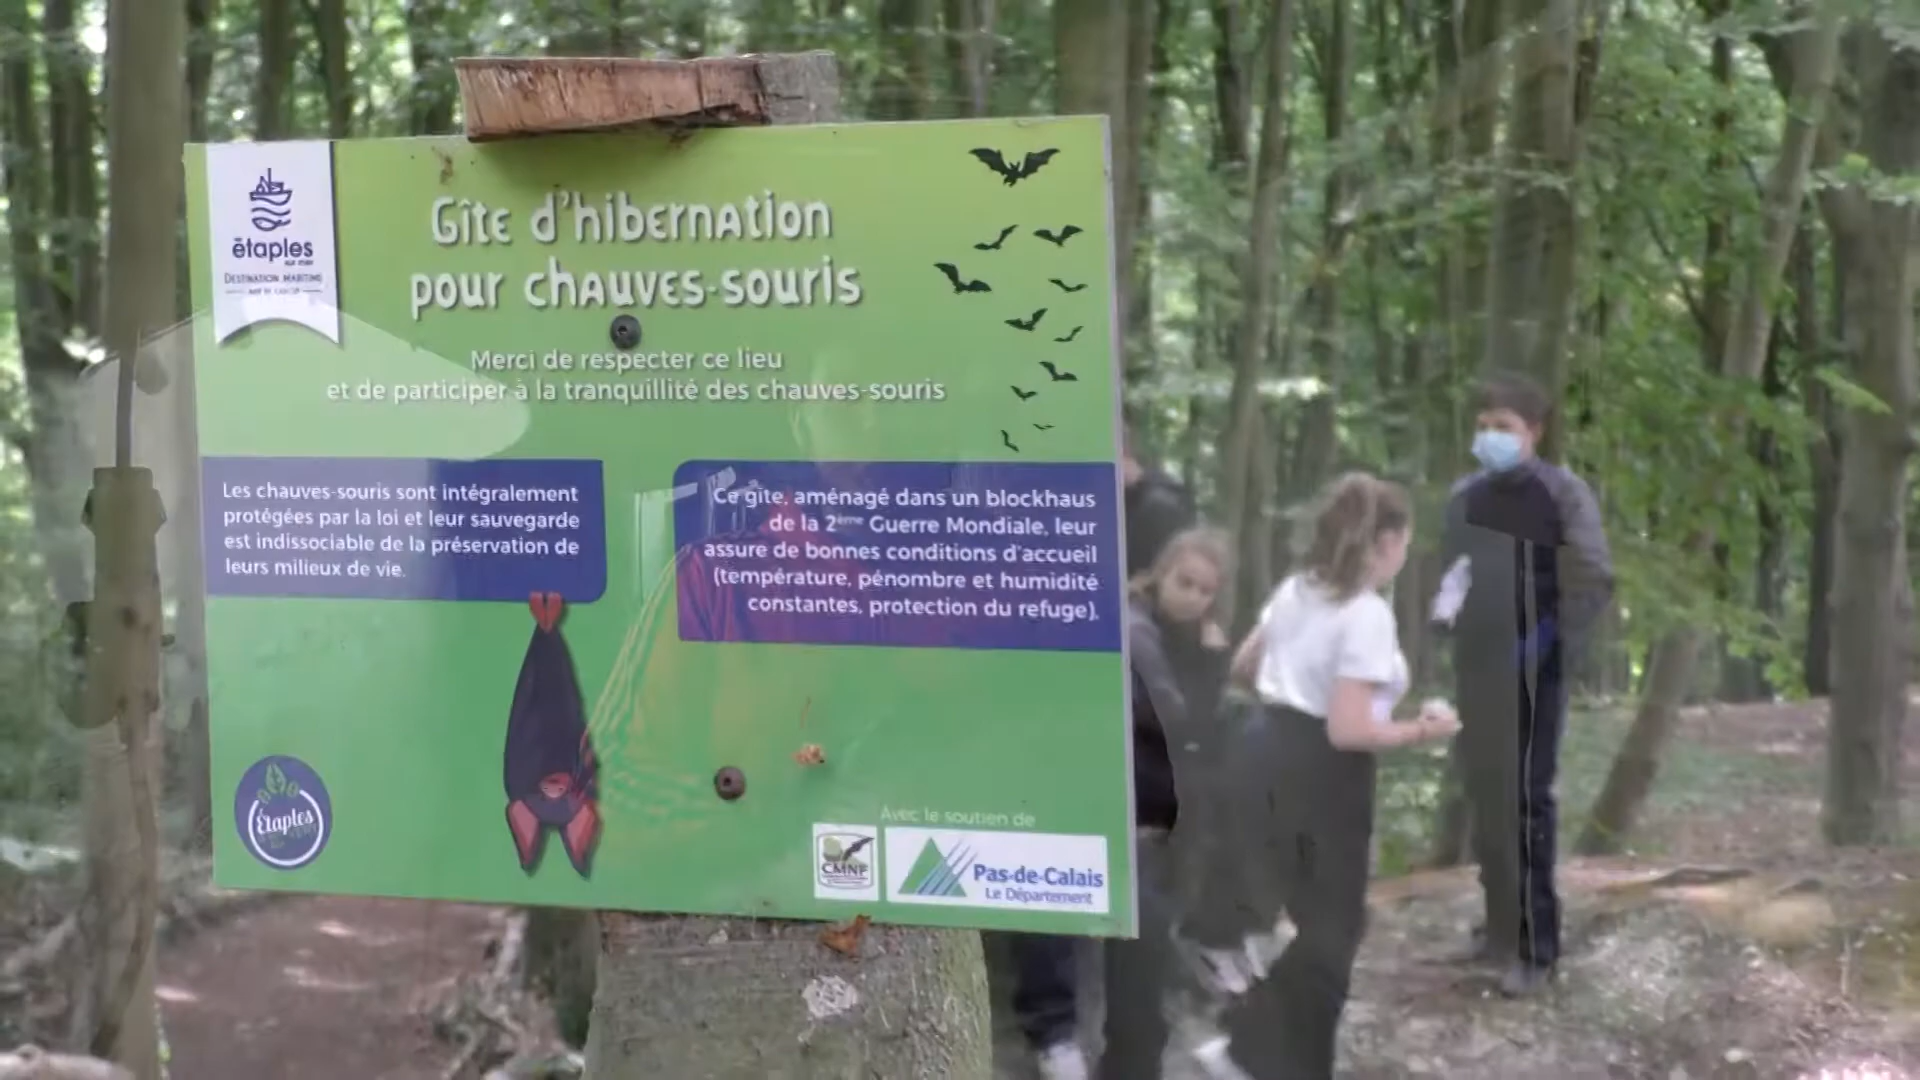 étaples
sur mer
DESTINATION MARITIME
Gîte d'hibernation
pour chauves-souris
Merci de respecter ce lieu
et de participer à la tranquillité des chauves-souris
Les chauves-souris sont intégralement
protégées par la loi et leur sauvegarde
est indissociable de la préservation de
leurs milieux de vie.
Ce gîte, aménagé dans un blockhaus
de la 2ème Guerre Mondiale, leur
assure de bonnes conditions d'accueil
(température, pénombre et humidité
constantes, protection du refuge).
Étaples
Avec le soutien de
CMNF
Pas-de-Calais
Le Département